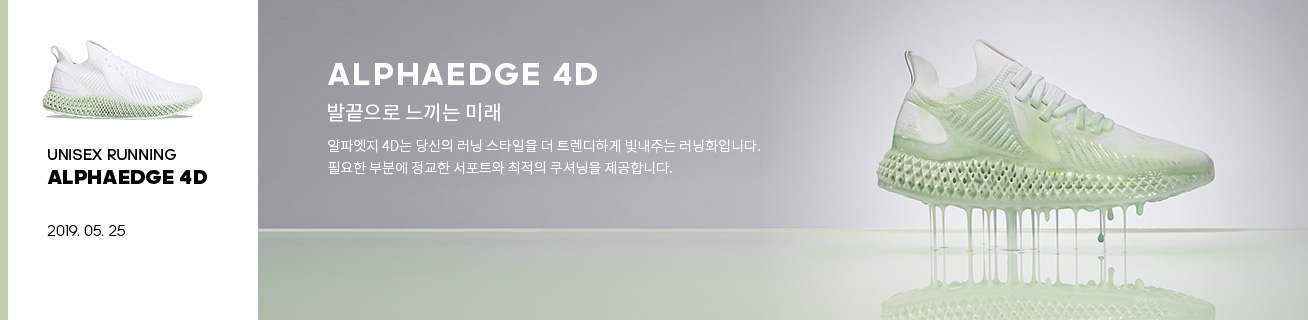 UNISEX RUNNING
ALPHAEDGE 4D
2019. 05. 25
ALPHAEDGE 4D
발끝으로 느끼는 미래
알파엣지 4D는 당신의 러닝 스타일을 더 트렌디하게 빛내주는 러닝화입니다.
필요한 부분에 정교한 서포트와 최적의 쿠셔닝을 제공합니다.